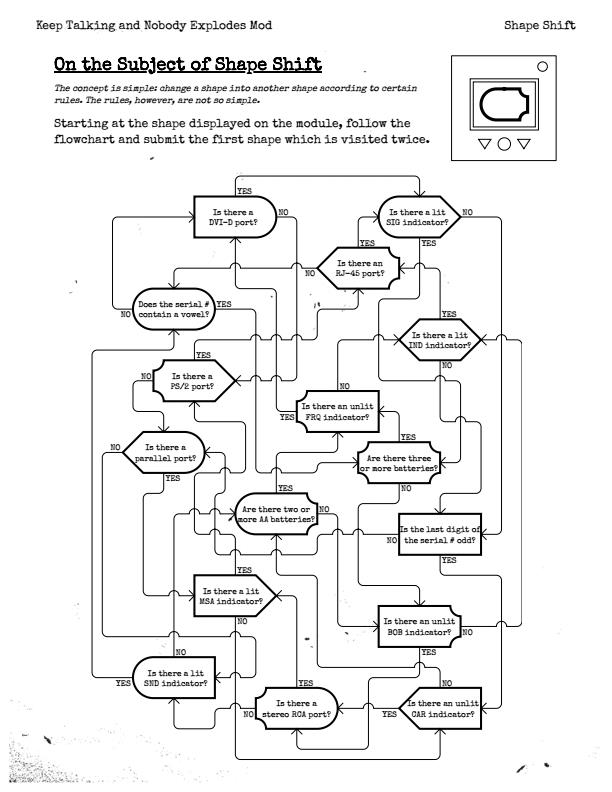 Keep Talking and Nobody Explodes Mod
Shape Shift
On the Subject of Shape Shift
The concept is simple: change a shape into another shape according to certain
rules. The rules, however, are not so simple.
Starting at the shape displayed on the module, follow the
flowchart and submit the first shape which is visited twice.
YES
Is there a
DVI-D port?
NO
Is there a lit
SIG indicator?
NO
YES
YES
Is there an
RJ-45 port?
NO
Does the serial #
contain a vowel?
YES
NO
YES
Is there a lit
IND indicator?
NO
YES
NO
Is there a
PS/2 port?
NO
Is there an unlit
FRQ indicator?
YES
NO
Is there a
parallel port?
YES
YES
Are there three
or more batteries?
NO
YES
Are there two or
more AA batteries?
NO
Is the last digit of
the serial # odd?
NO
YES
YES
Is there a lit
MSA indicator?
NO
Is there an unlit
BOB indicator?
NO
YES
NO
Is there a lit
SND indicator?
YES
YES
Is there a
stereo RCA port?
NO
NO
Is there an unlit
CAR indicator?
YES